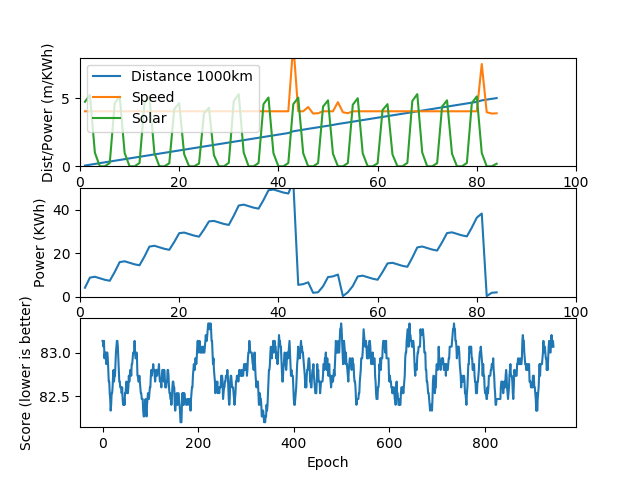 Dist/Power (m/KWh)
Distance 1000km
Speed
Solar
5
0
0 20 40 60 80 100
Power (KWh)
40
20
0
0 20 40 60 80 100
Score (lower is better)
83.0
82.5
0 200 400 600 800
Epoch